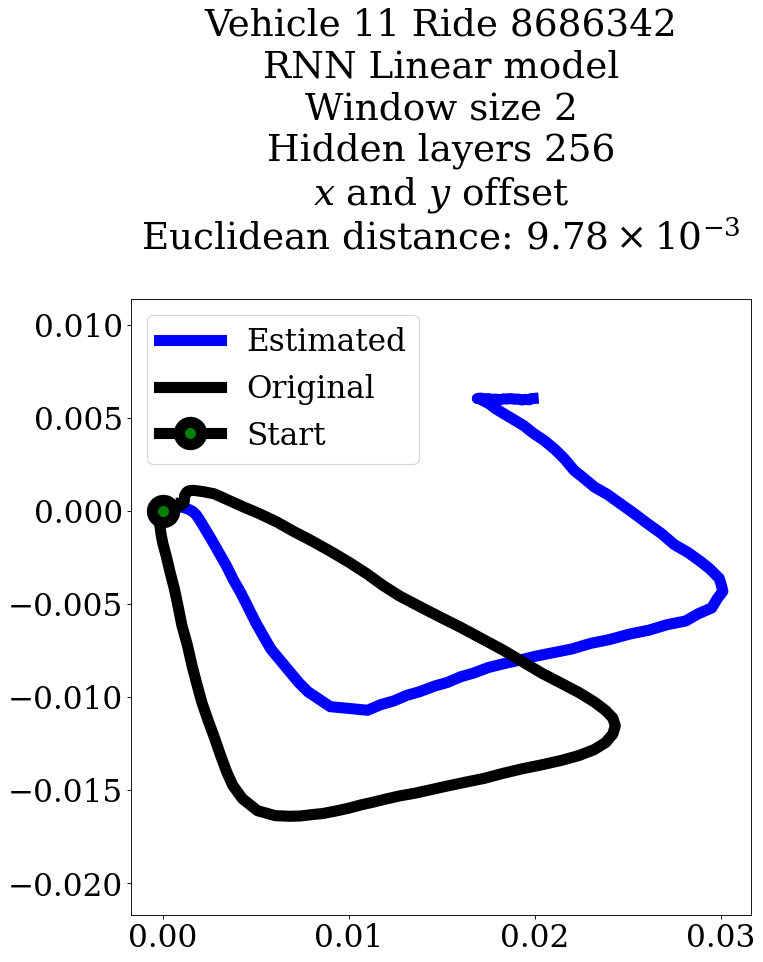 Vehicle 11 Ride 8686342
RNN Linear model
Window size 2
Hidden layers 256
x and y offset
Euclidean distance: 9.78 × 10⁻³
Estimated
Original
Start
0.010
0.005
0.000
−0.005
−0.010
−0.015
−0.020
0.00 0.01 0.02 0.03